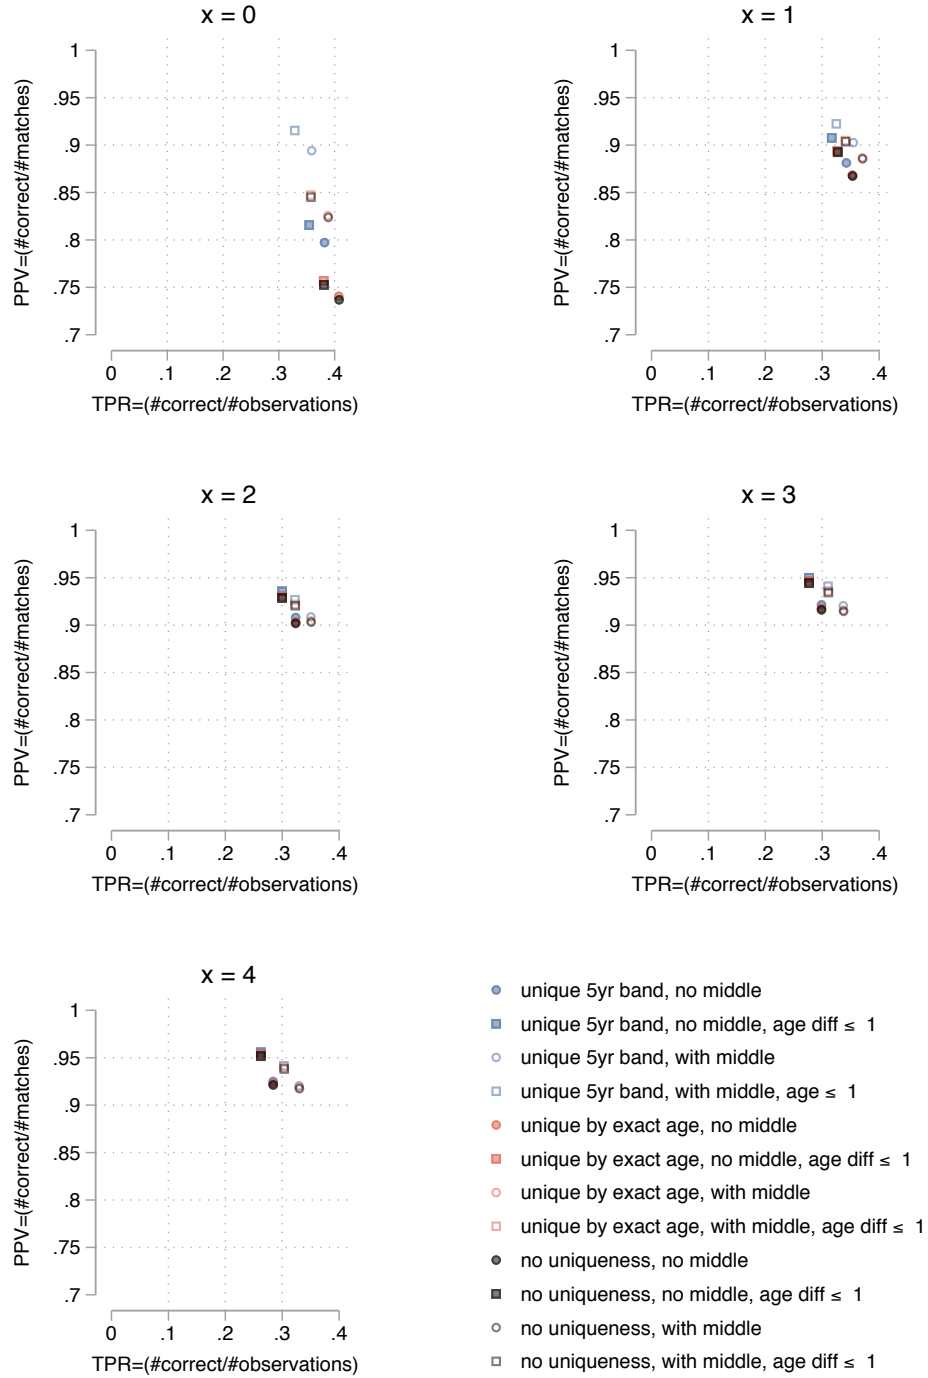 x = 0
PPV=(#correct/#matches)
1
.95
.9
.85
.8
.75
.7
0 .1 .2 .3 .4
TPR=(#correct/#observations)
x = 1
PPV=(#correct/#matches)
1
.95
.9
.85
.8
.75
.7
0 .1 .2 .3 .4
TPR=(#correct/#observations)
x = 2
PPV=(#correct/#matches)
1
.95
.9
.85
.8
.75
.7
0 .1 .2 .3 .4
TPR=(#correct/#observations)
x = 3
PPV=(#correct/#matches)
1
.95
.9
.85
.8
.75
.7
0 .1 .2 .3 .4
TPR=(#correct/#observations)
x = 4
PPV=(#correct/#matches)
1
.95
.9
.85
.8
.75
.7
0 .1 .2 .3 .4
TPR=(#correct/#observations)
unique 5yr band, no middle
unique 5yr band, no middle, age diff ≤ 1
unique 5yr band, with middle
unique 5yr band, with middle, age ≤ 1
unique by exact age, no middle
unique by exact age, no middle, age diff ≤ 1
unique by exact age, with middle
unique by exact age, with middle, age diff ≤ 1
no uniqueness, no middle
no uniqueness, no middle, age diff ≤ 1
no uniqueness, with middle
no uniqueness, with middle, age diff ≤ 1